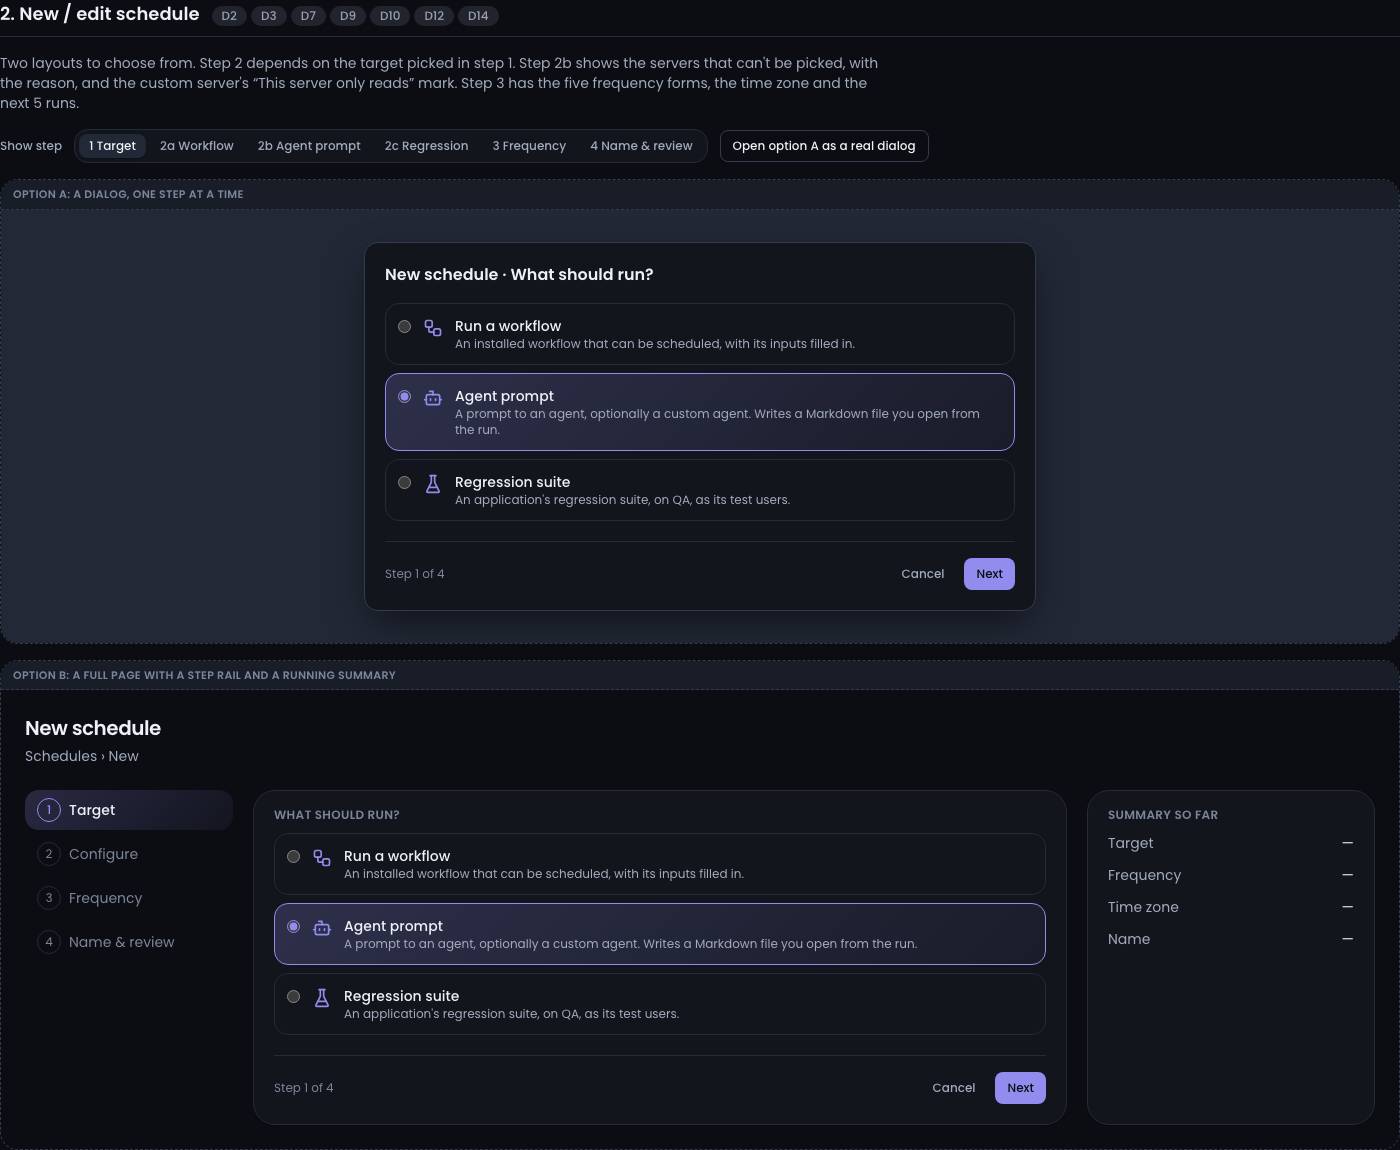 2. New / edit schedule D2 D3 D7 D9 D10 D12 D14
Two layouts to choose from. Step 2 depends on the target picked in step 1. Step 2b shows the servers that can't be picked, with
the reason, and the custom server's “This server only reads” mark. Step 3 has the five frequency forms, the time zone and the
next 5 runs.
Show step 1 Target 2a Workflow 2b Agent prompt 2c Regression 3 Frequency 4 Name & review Open option A as a real dialog
OPTION A: A DIALOG, ONE STEP AT A TIME
New schedule · What should run?
Run a workflow
An installed workflow that can be scheduled, with its inputs filled in.
Agent prompt
A prompt to an agent, optionally a custom agent. Writes a Markdown file you open from
the run.
Regression suite
An application's regression suite, on QA, as its test users.
Step 1 of 4 Cancel Next
OPTION B: A FULL PAGE WITH A STEP RAIL AND A RUNNING SUMMARY
New schedule
Schedules › New
1 Target
2 Configure
3 Frequency
4 Name & review
WHAT SHOULD RUN?
Run a workflow
An installed workflow that can be scheduled, with its inputs filled in.
Agent prompt
A prompt to an agent, optionally a custom agent. Writes a Markdown file you open from the run.
Regression suite
An application's regression suite, on QA, as its test users.
Step 1 of 4 Cancel Next
SUMMARY SO FAR
Target —
Frequency —
Time zone —
Name —